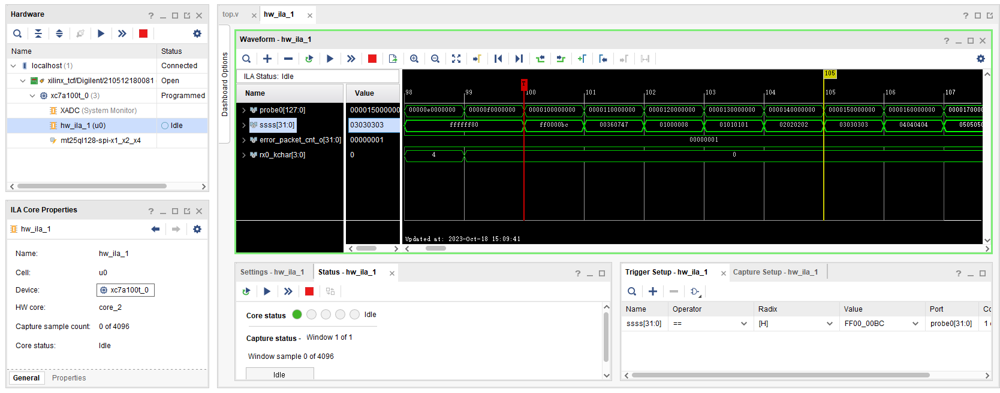 Hardware
Name Status
localhost (1) Connected
xilinx_tcf/Digilent/210512180081 Open
xc7a100t_0 (3) Programmed
XADC (System Monitor)
hw_ila_1 (u0) Idle
mt25ql128-spi-x1_x2_x4
ILA Core Properties
hw_ila_1
Name: hw_ila_1
Cell: u0
Device: xc7a100t_0
HW core: core_2
Capture sample count: 0 of 4096
Core status: Idle
General Properties
top.v hw_ila_1
Dashboard Options
Waveform - hw_ila_1
ILA Status: Idle
Name Value
T
105
98 99 100 101 102 103 104 105 106 107
probe0[127:0] 0000150000000 00000e0000000 00000f0000000 0000100000000 0000110000000 0000120000000 0000130000000 0000140000000 0000150000000 0000160000000 000017000
ssss[31:0] 03030303 ffffff80 ff0000bc 00360747 01000008 01010101 02020202 03030303 04040404 050505
error_packet_cnt_o[31:0] 00000001 00000001
rx0_kchar[3:0] 0 4 0
Updated at: 2023-Oct-18 15:09:41
Settings - hw_ila_1 Status - hw_ila_1
Core status Idle
Capture status - Window 1 of 1
Window sample 0 of 4096
Idle
Trigger Setup - hw_ila_1 Capture Setup - hw_ila_1
Name Operator Radix Value Port Co
ssss[31:0] == [H] FF00_00BC probe0[31:0] 1